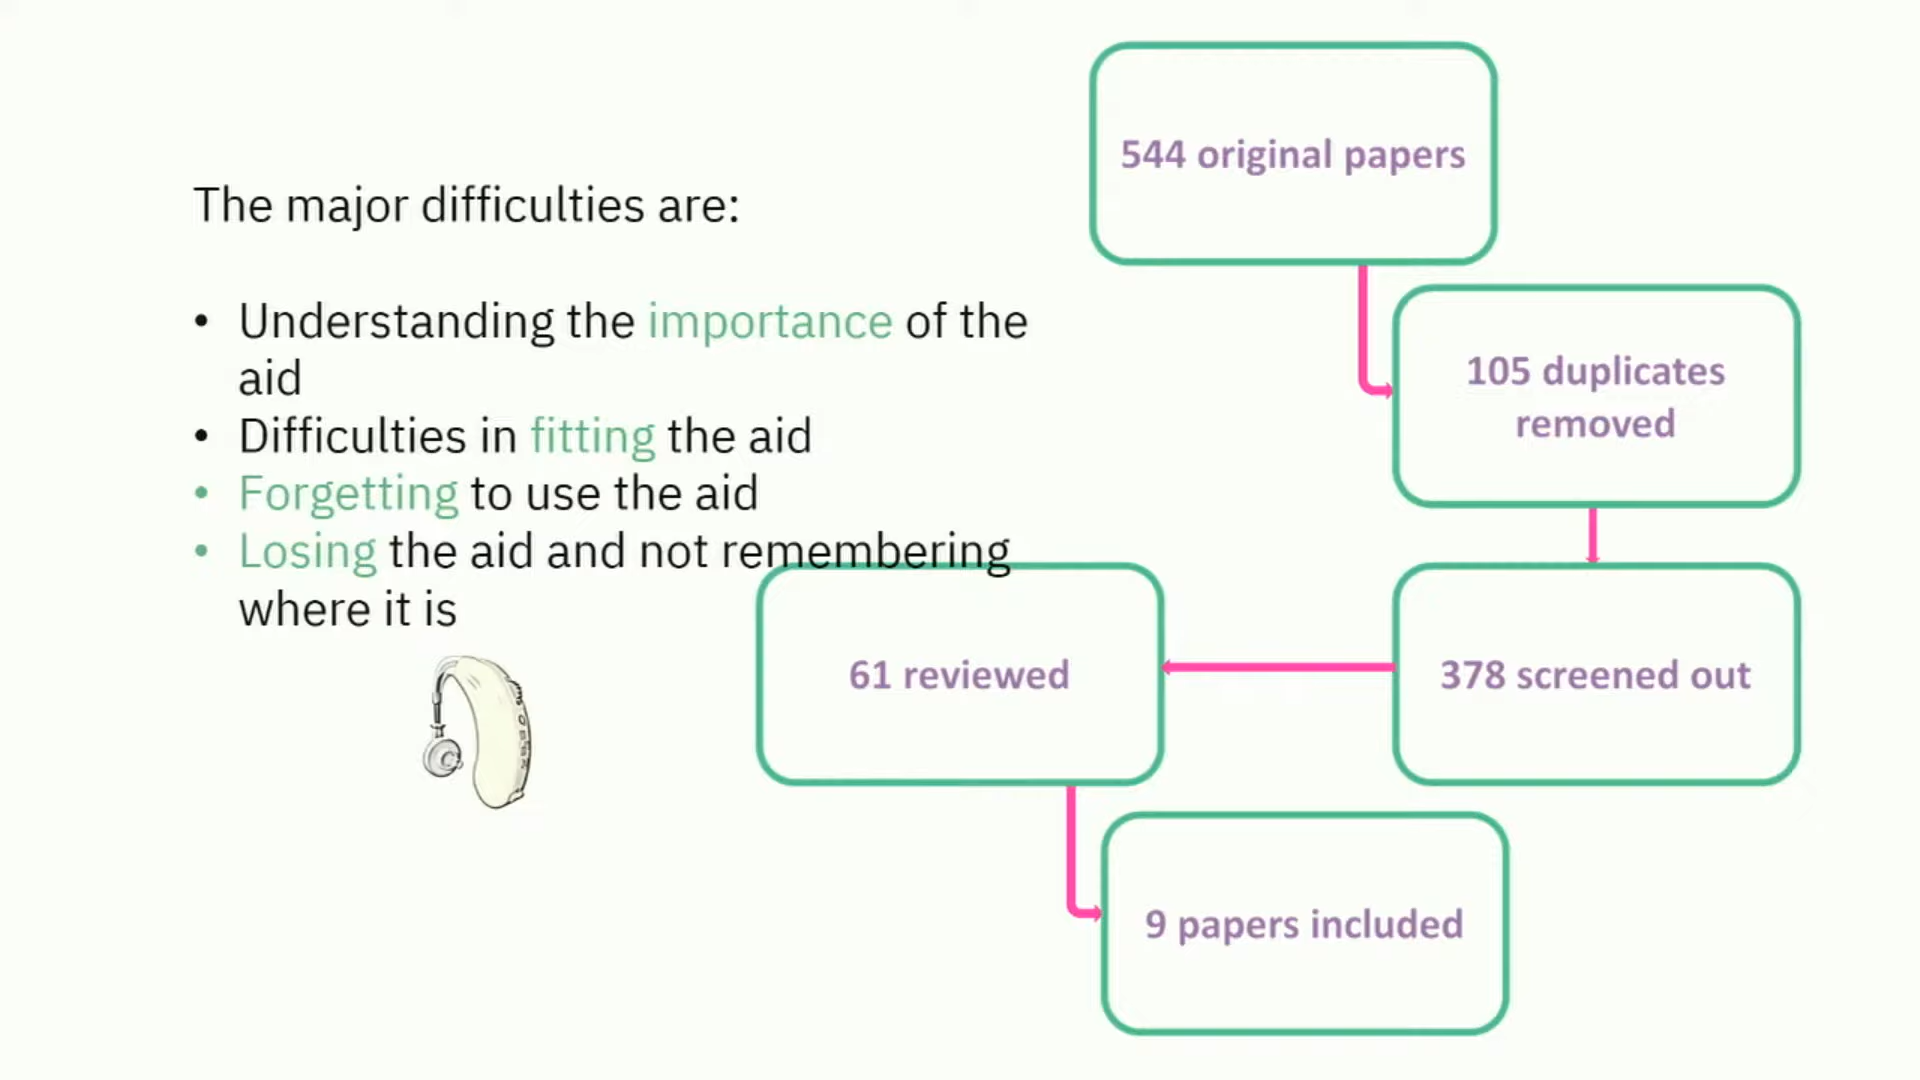 The major difficulties are:
• Understanding the importance of the
aid
• Difficulties in fitting the aid
• Forgetting to use the aid
• Losing the aid and not remembering
where it is
544 original papers
105 duplicates
removed
378 screened out
61 reviewed
9 papers included